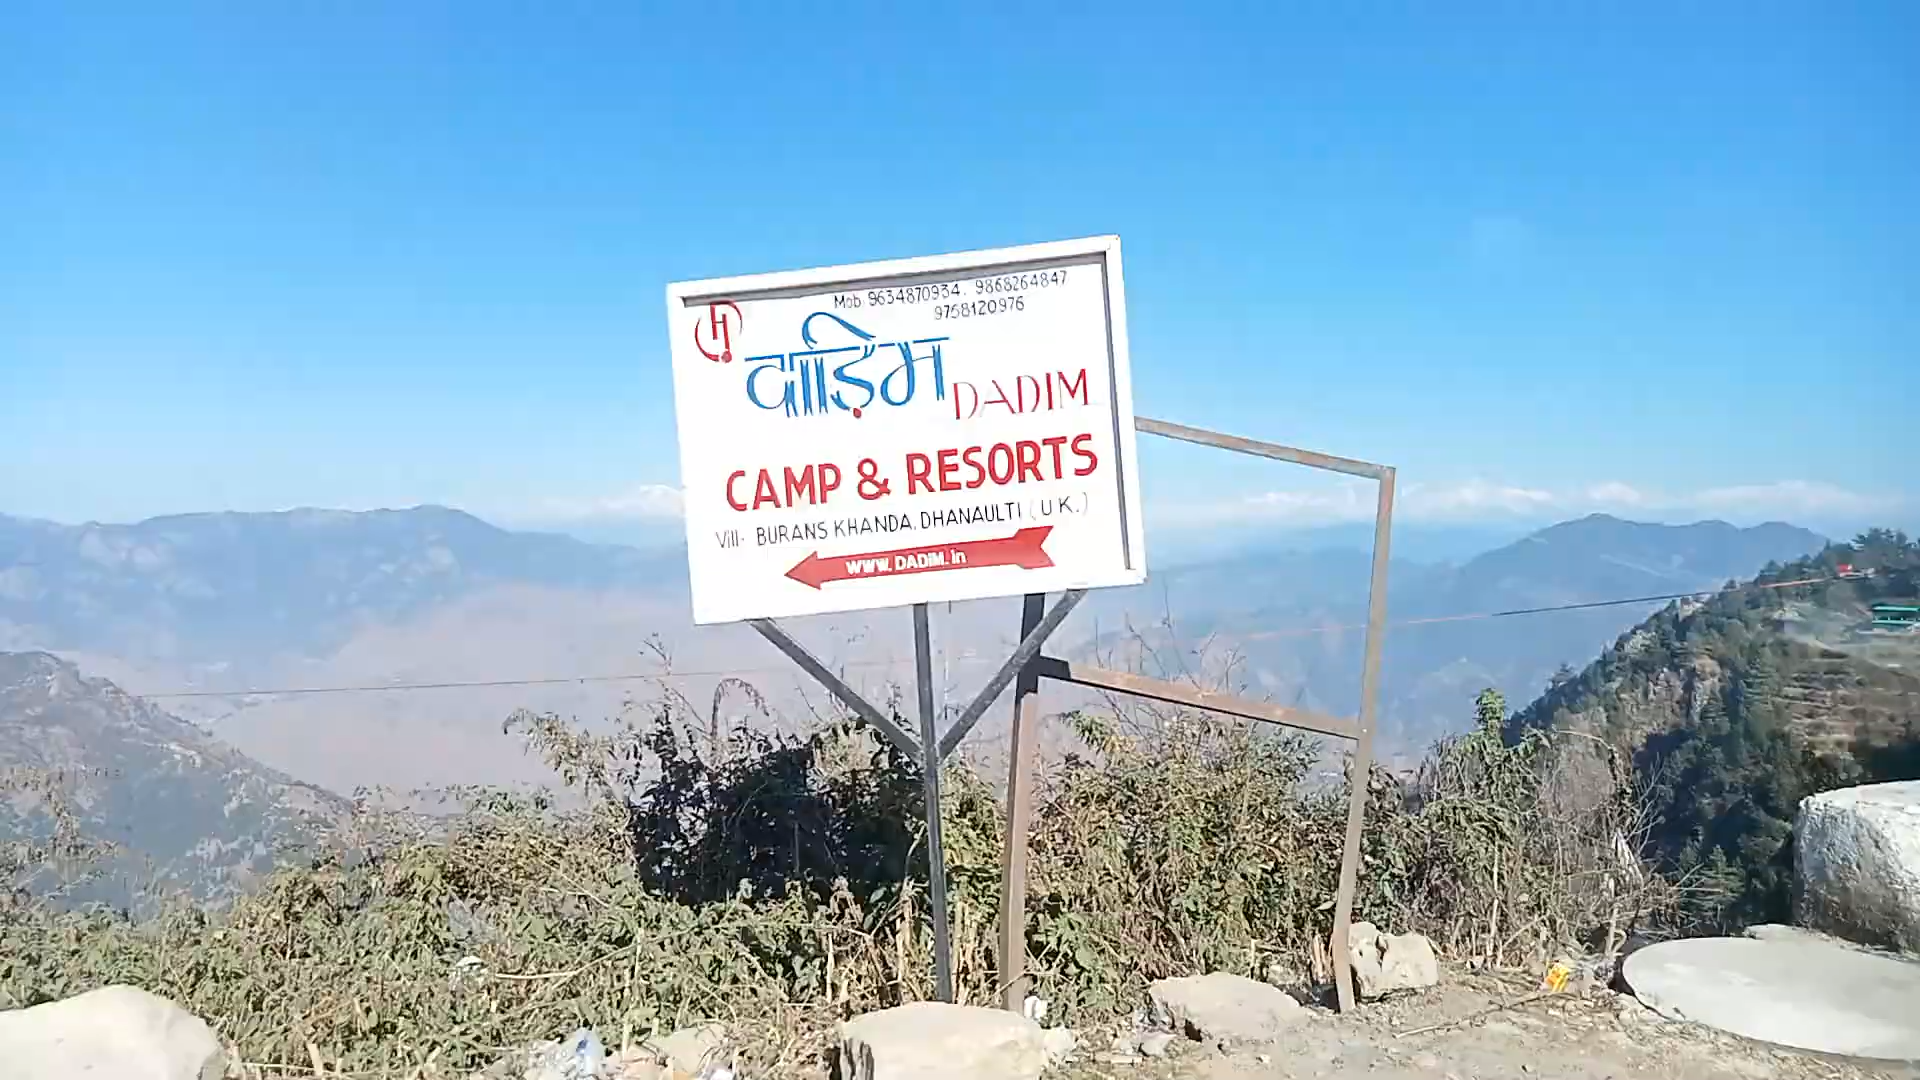 Mob. 9634870934. 9868264847
9758120976
दाड़िम DADIM
CAMP & RESORTS
Vill- BURANS KHANDA, DHANAULTI (U K.)
WWW. DADiM. in